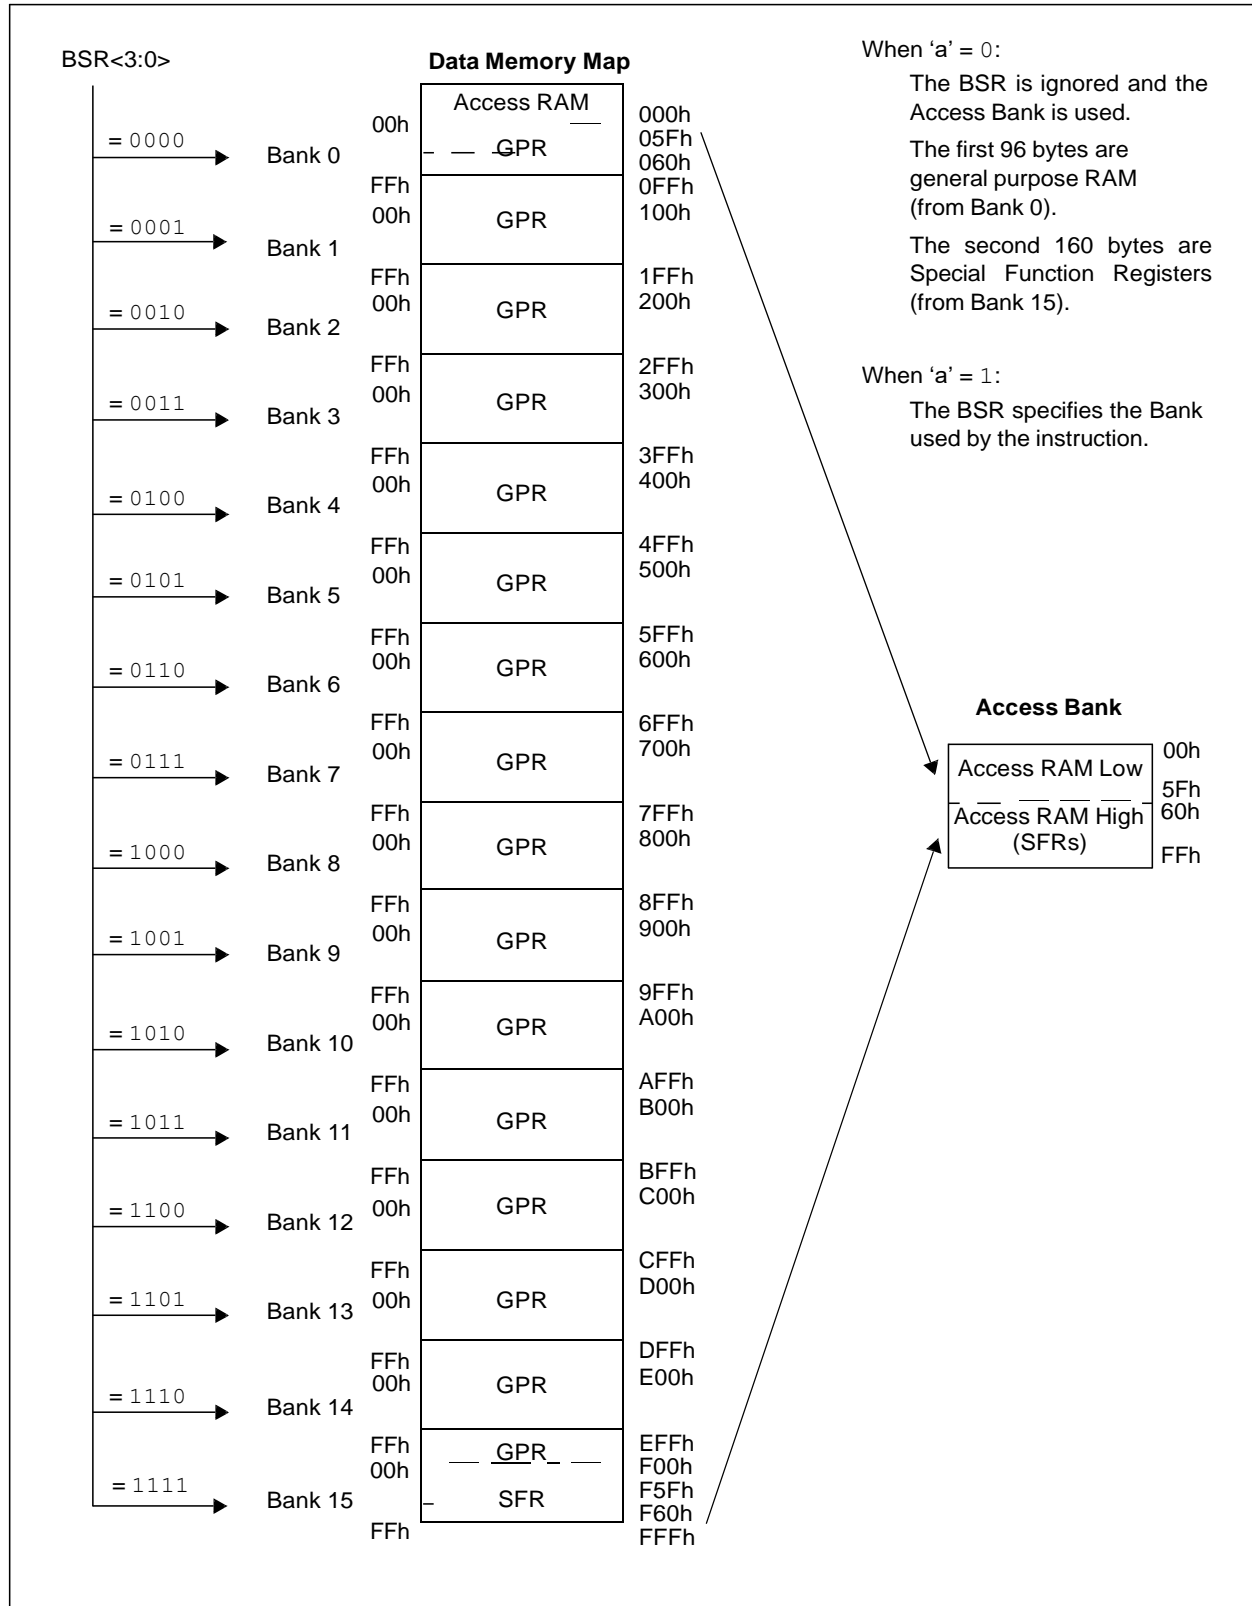 BSR<3:0>
Data Memory Map
When ‘a’ = 0:
The BSR is ignored and the
Access Bank is used.
The first 96 bytes are
general purpose RAM
(from Bank 0).
The second 160 bytes are
Special Function Registers
(from Bank 15).
When ‘a’ = 1:
The BSR specifies the Bank
used by the instruction.
= 0000
Bank 0
00h
FFh
Access RAM
GPR
000h
05Fh
060h
0FFh
= 0001
Bank 1
00h
FFh
GPR
100h
1FFh
= 0010
Bank 2
00h
FFh
GPR
200h
2FFh
= 0011
Bank 3
00h
FFh
GPR
300h
3FFh
= 0100
Bank 4
00h
FFh
GPR
400h
4FFh
= 0101
Bank 5
00h
FFh
GPR
500h
5FFh
= 0110
Bank 6
00h
FFh
GPR
600h
6FFh
= 0111
Bank 7
00h
FFh
GPR
700h
7FFh
= 1000
Bank 8
00h
FFh
GPR
800h
8FFh
= 1001
Bank 9
00h
FFh
GPR
900h
9FFh
= 1010
Bank 10
00h
FFh
GPR
A00h
AFFh
= 1011
Bank 11
00h
FFh
GPR
B00h
BFFh
= 1100
Bank 12
00h
FFh
GPR
C00h
CFFh
= 1101
Bank 13
00h
FFh
GPR
D00h
DFFh
= 1110
Bank 14
00h
FFh
GPR
E00h
EFFh
= 1111
Bank 15
00h
FFh
GPR
SFR
F00h
F5Fh
F60h
FFFh
Access Bank
Access RAM Low
Access RAM High
(SFRs)
00h
5Fh
60h
FFh